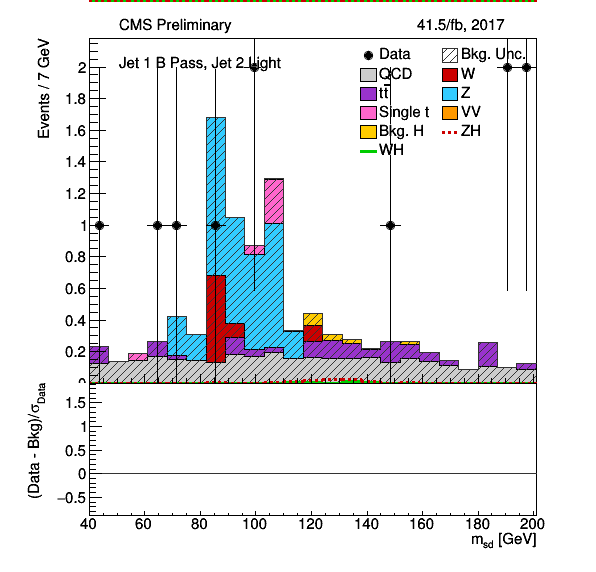 CMS Preliminary 41.5/fb, 2017
Events / 7 GeV
Jet 1 B Pass, Jet 2 Light
Data Bkg. Unc.
QCD W
tt̄ Z
Single t VV
Bkg. H ZH
WH
2
1.8
1.6
1.4
1.2
1
0.8
0.6
0.4
0.2
0
(Data - Bkg)/σData
1.5
1
0.5
0
−0.5
40 60 80 100 120 140 160 180 200
msd [GeV]